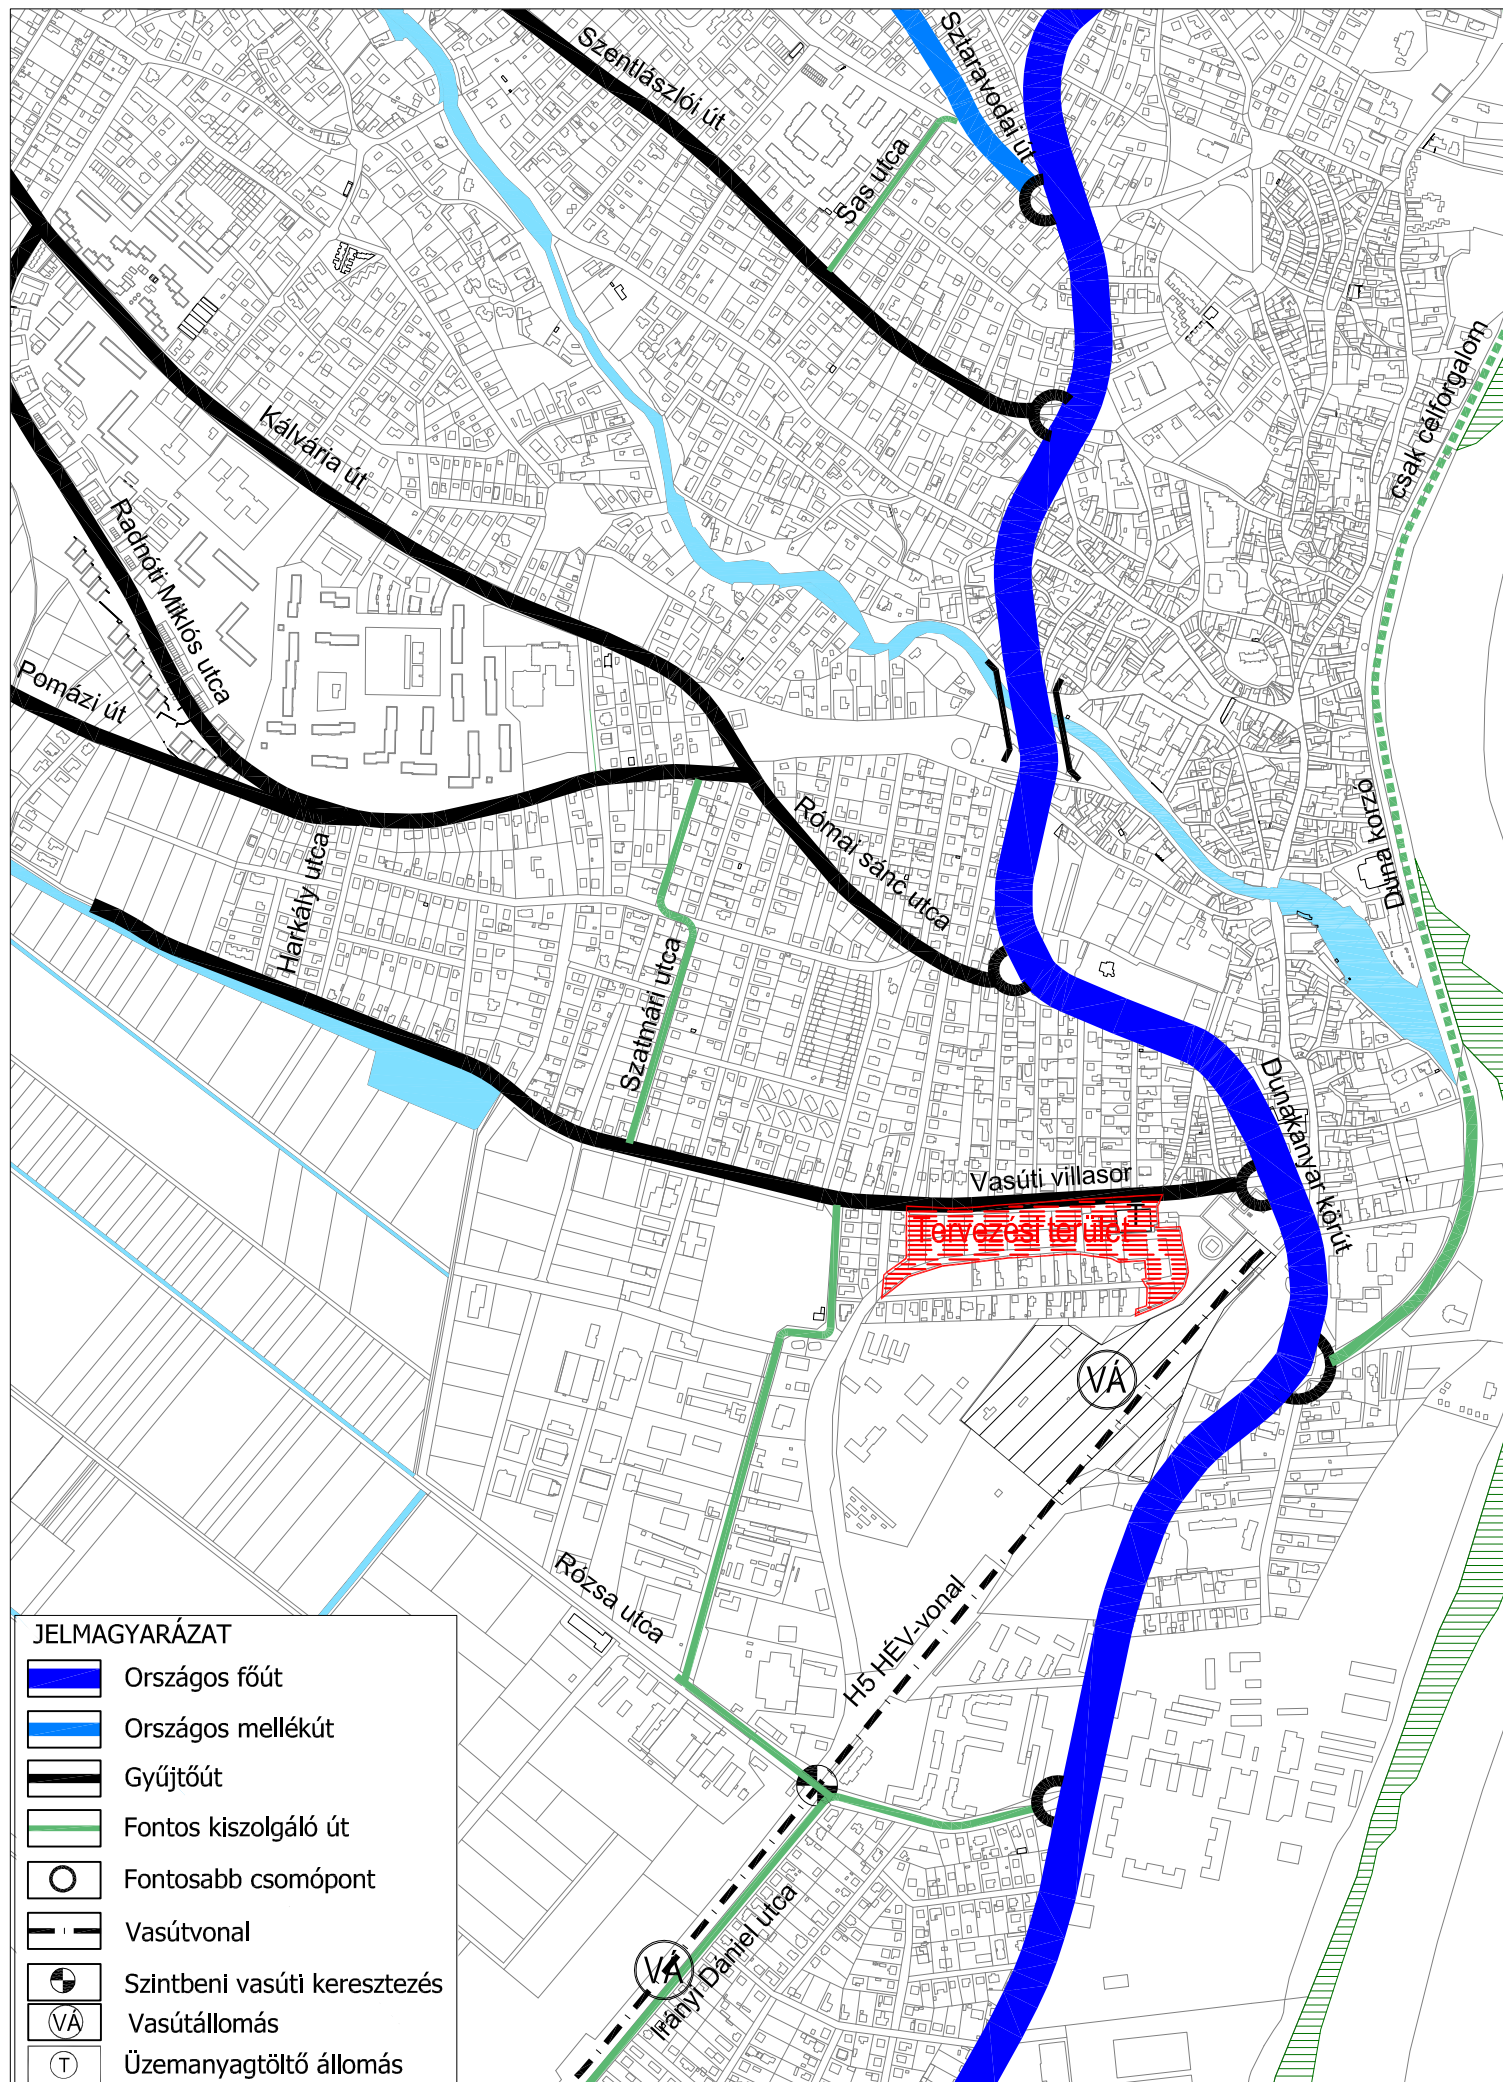 Szentlászlói út
Sztaravodai út
Sas utca
csak célforgalom
Kálvária út
Radnóti Miklós utca
Pomázi út
Római sánc utca
Duna korzó
Harkály utca
Szatmári utca
Dunakanyar körút
Vasúti villasor
T
Tervezési terület
VÁ
Rózsa utca
H5 HÉV-vonal
VÁ
Irányi Dániel utca
JELMAGYARÁZAT
Országos főút
Országos mellékút
Gyűjtőút
Fontos kiszolgáló út
Fontosabb csomópont
Vasútvonal
Szintbeni vasúti keresztezés
VÁ Vasútállomás
T Üzemanyagtöltő állomás